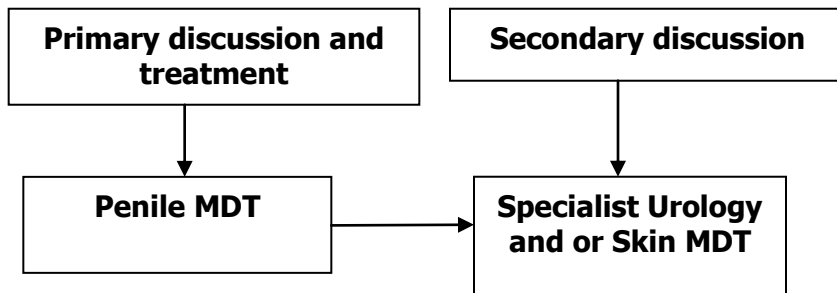 Primary discussion and
treatment
Secondary discussion
Penile MDT
Specialist Urology
and or Skin MDT